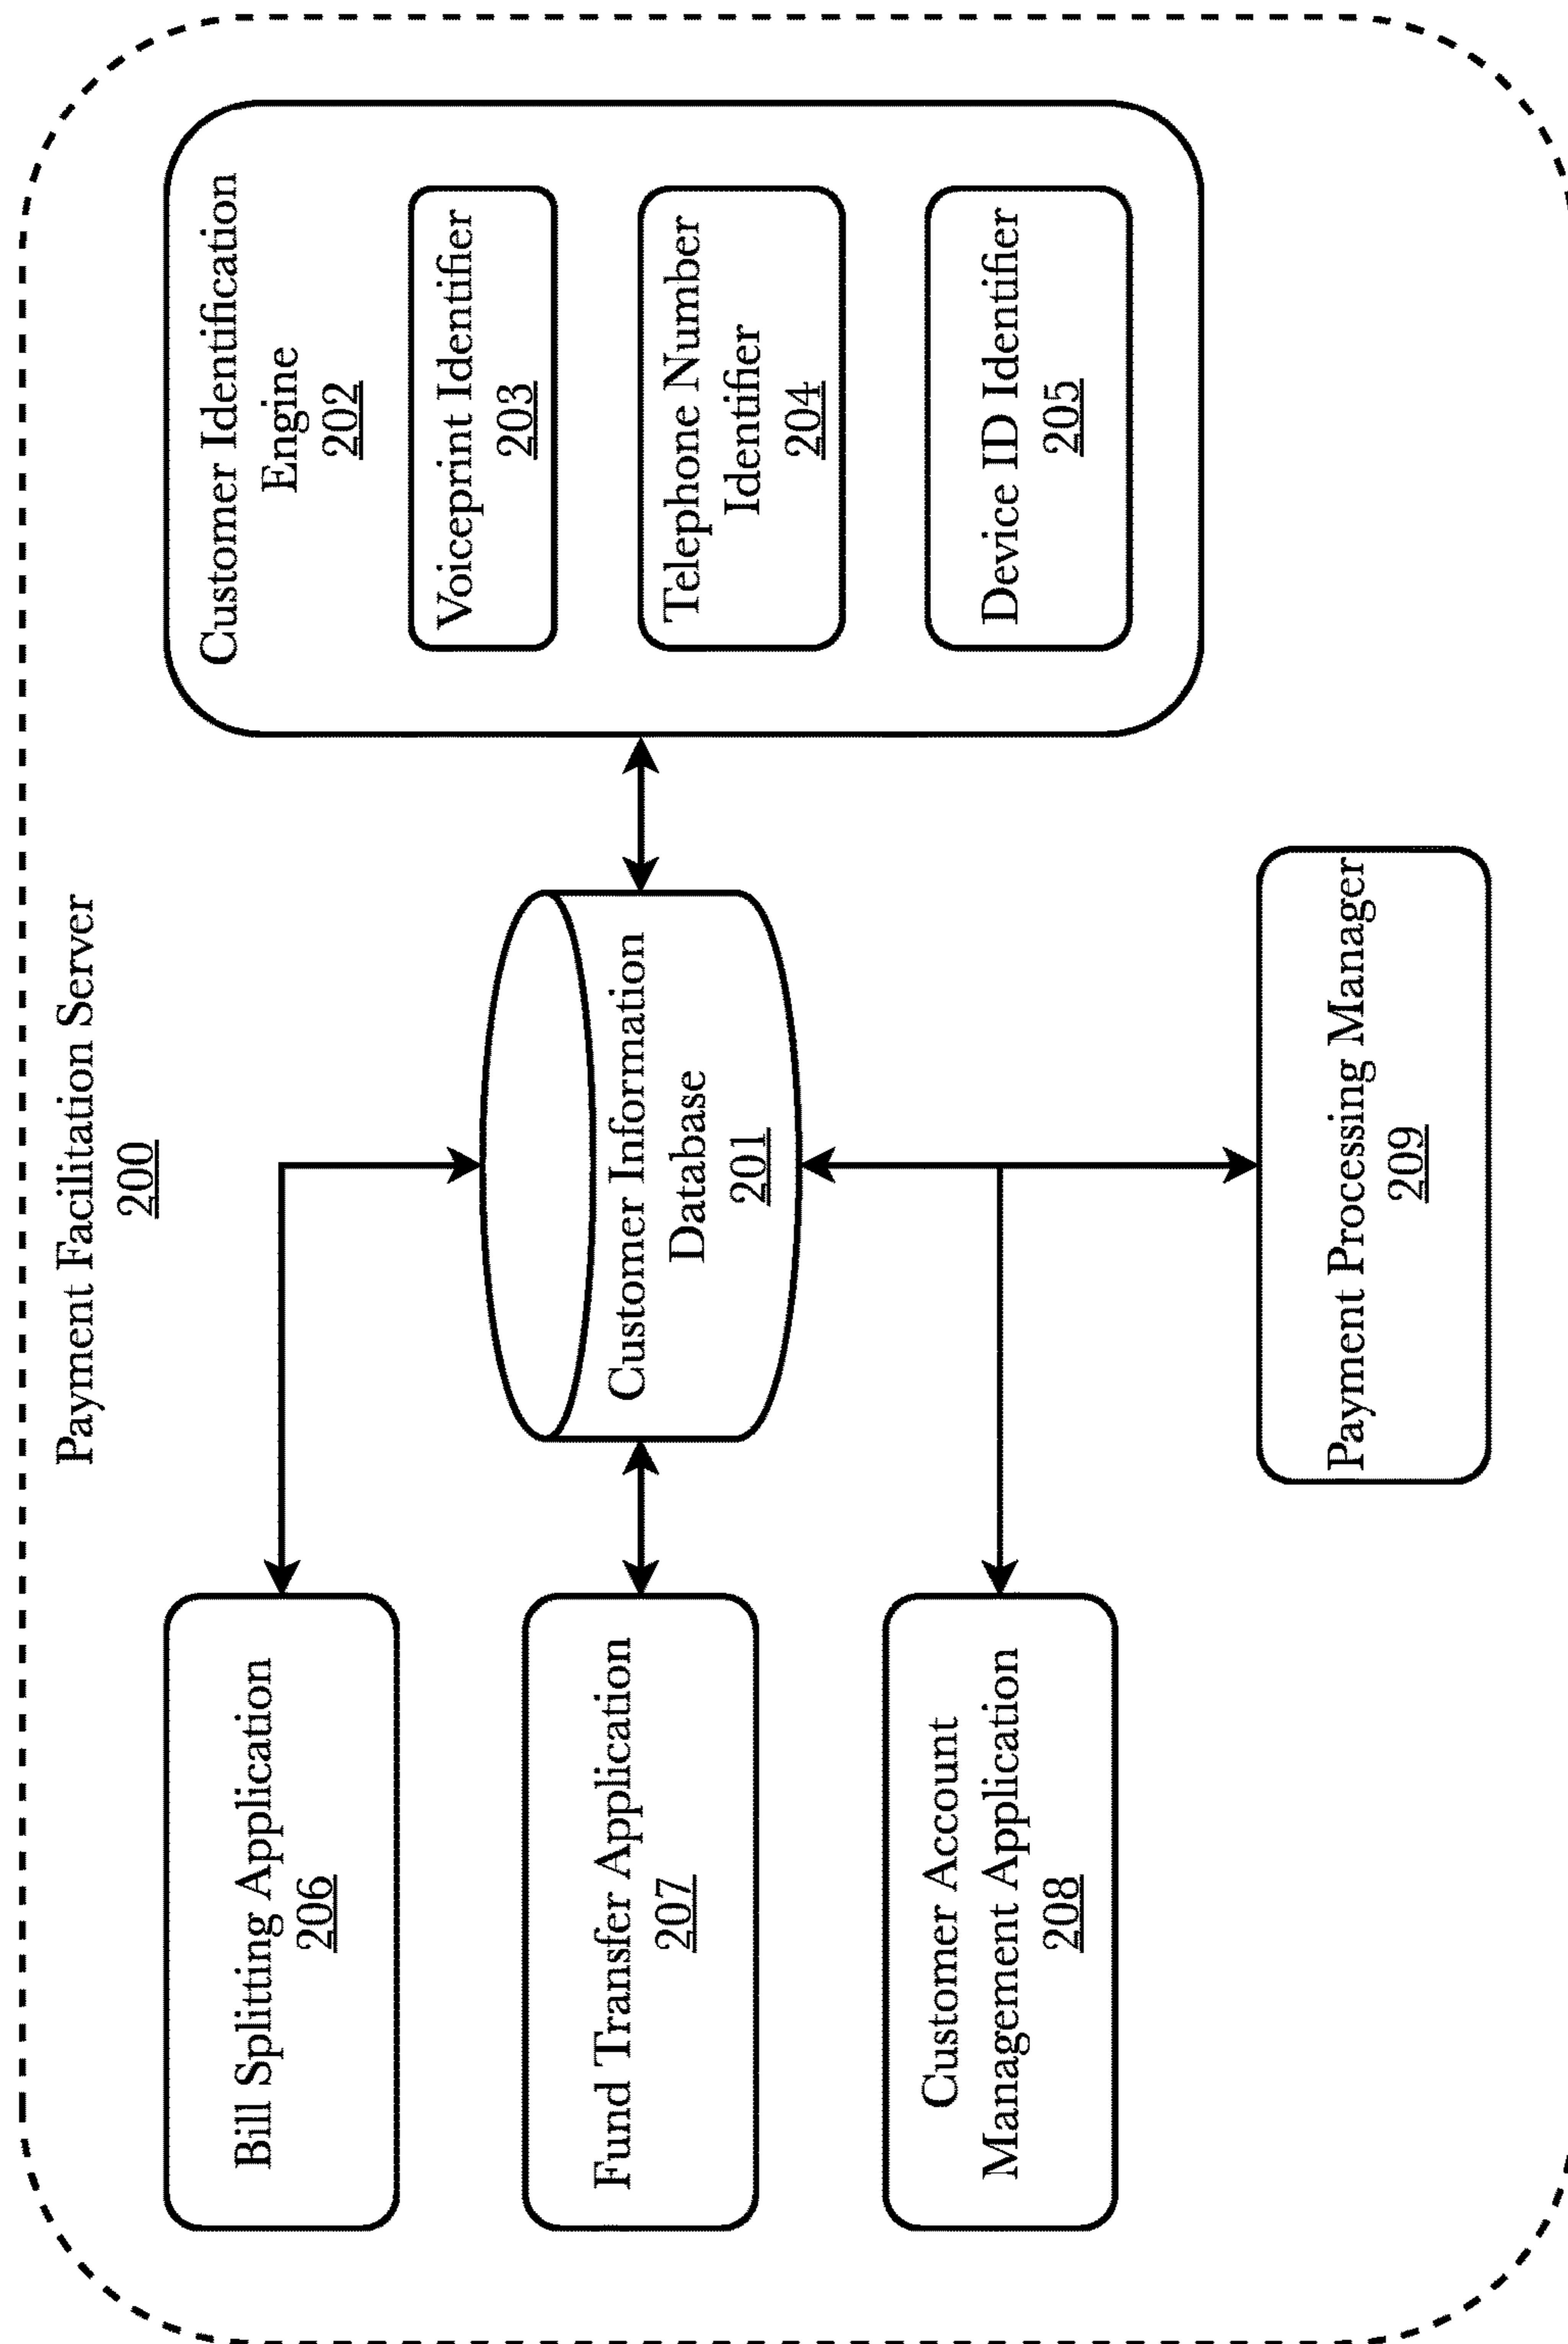 Payment Facilitation Server
200
Bill Splitting Application
206
Fund Transfer Application
207
Customer Account
Management Application
208
Customer Information
Database
201
Customer Identification
Engine
202
Voiceprint Identifier
203
Telephone Number
Identifier
204
Device ID Identifier
205
Payment Processing Manager
209